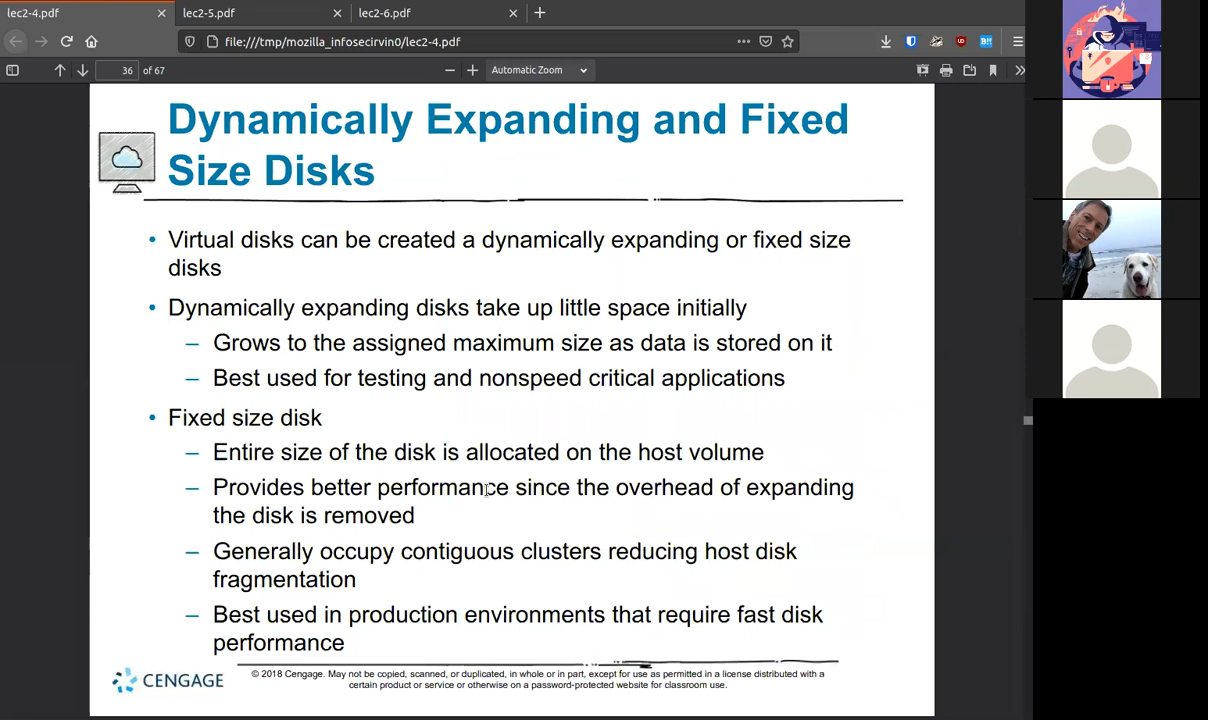 lec2-4.pdf
lec2-5.pdf
lec2-6.pdf
file:///tmp/mozilla_infosecirvin0/lec2-4.pdf
36 of 67
Automatic Zoom
Dynamically Expanding and Fixed
Size Disks
• Virtual disks can be created a dynamically expanding or fixed size
disks
• Dynamically expanding disks take up little space initially
– Grows to the assigned maximum size as data is stored on it
– Best used for testing and nonspeed critical applications
• Fixed size disk
– Entire size of the disk is allocated on the host volume
– Provides better performance since the overhead of expanding
the disk is removed
– Generally occupy contiguous clusters reducing host disk
fragmentation
– Best used in production environments that require fast disk
performance
CENGAGE
© 2018 Cengage. May not be copied, scanned, or duplicated, in whole or in part, except for use as permitted in a license distributed with a
certain product or service or otherwise on a password-protected website for classroom use.